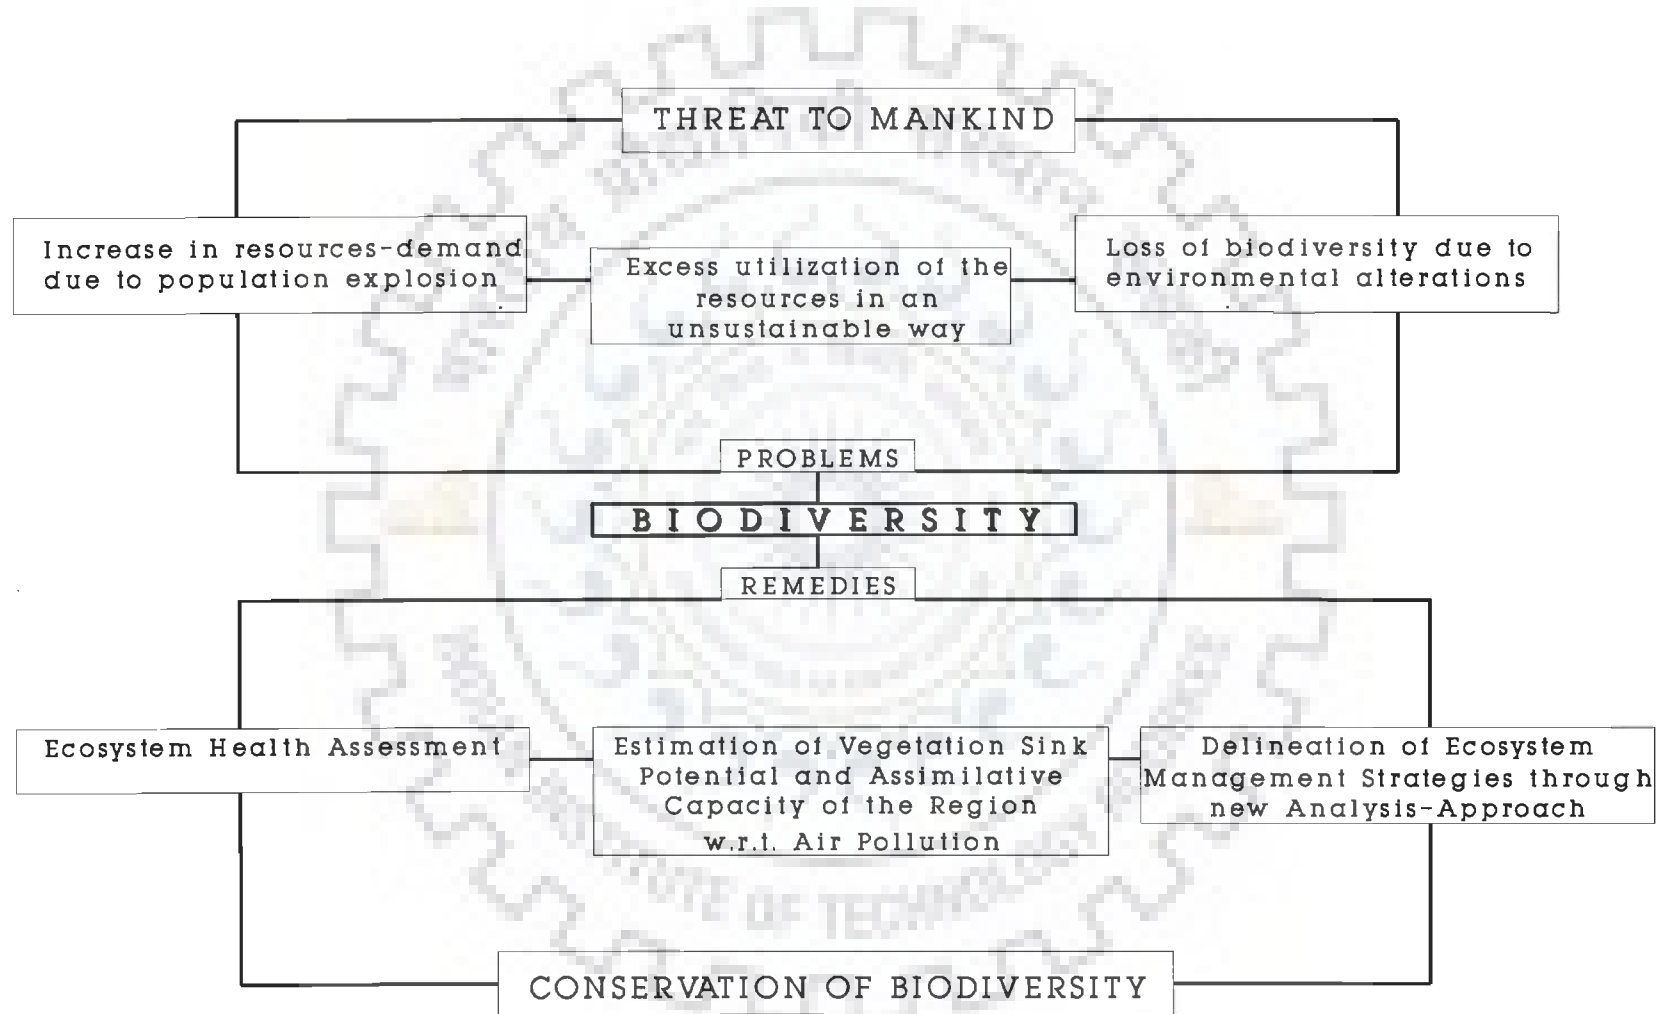 THREAT TO MANKIND
Increase in resources-demand
due to population explosion
Excess utilization of the
resources in an
unsustainable way
Loss of biodiversity due to
environmental alterations
PROBLEMS
BIODIVERSITY
REMEDIES
Ecosystem Health Assessment
Estimation of Vegetation Sink
Potential and Assimilative
Capacity of the Region
w.r.t. Air Pollution
Delineation of Ecosystem
Management Strategies through
new Analysis-Approach
CONSERVATION OF BIODIVERSITY
OF TECHNOLOGY